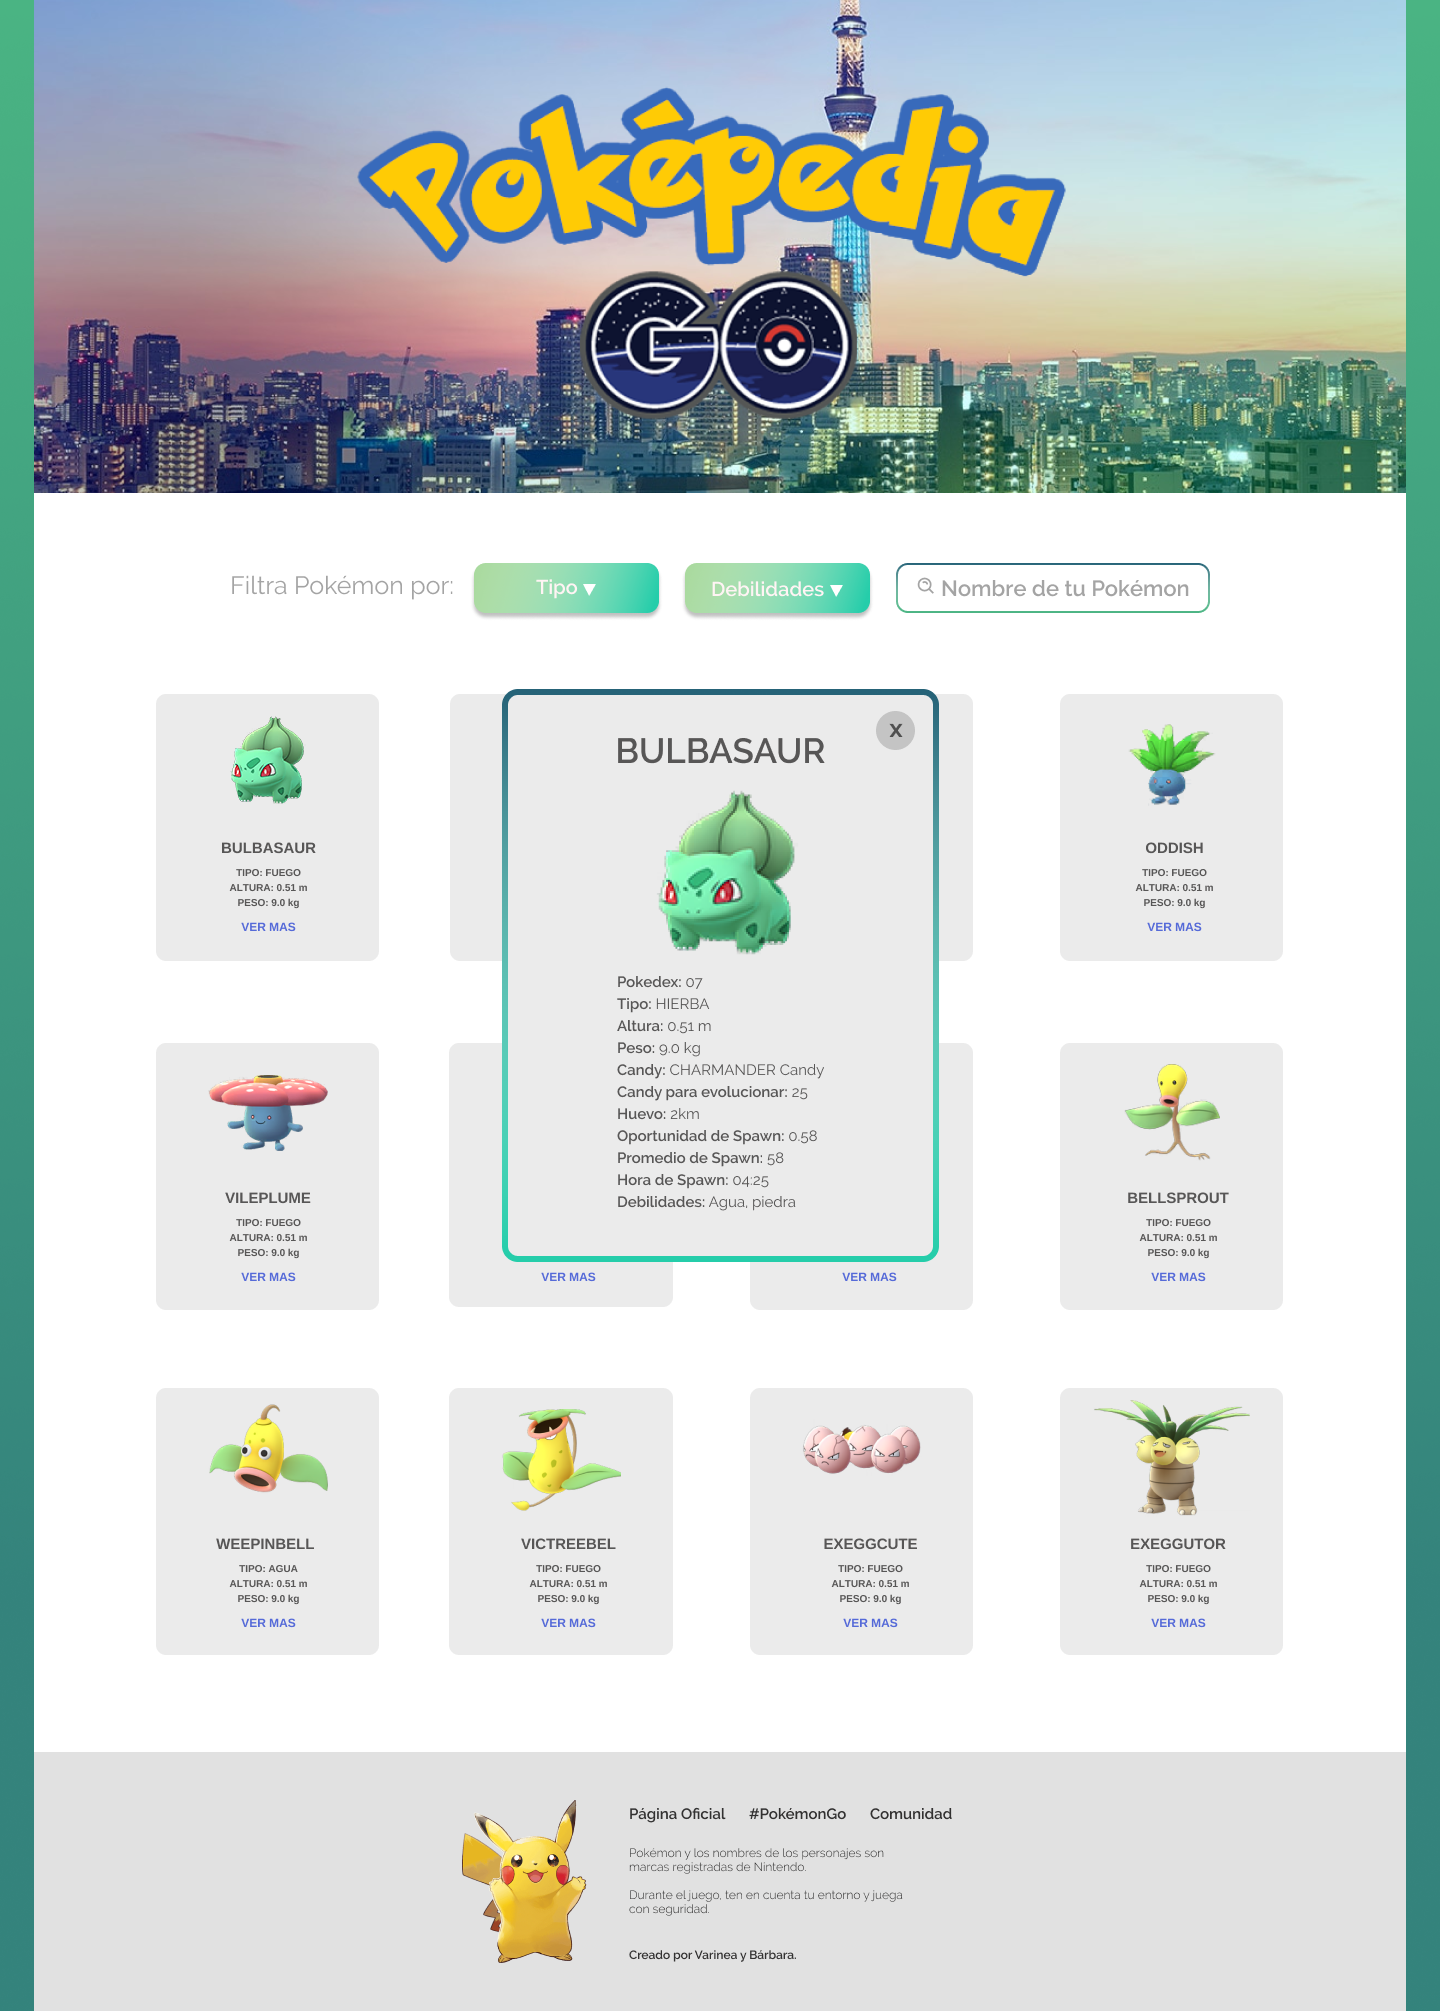 Poképedia
GO
Filtra Pokémon por:
Tipo ▼
Debilidades ▼
Nombre de tu Pokémon
BULBASAUR
TIPO: FUEGO
ALTURA: 0.51 m
PESO: 9.0 kg
VER MAS
X
BULBASAUR
Pokedex: 07
Tipo: HIERBA
Altura: 0.51 m
Peso: 9.0 kg
Candy: CHARMANDER Candy
Candy para evolucionar: 25
Huevo: 2km
Oportunidad de Spawn: 0.58
Promedio de Spawn: 58
Hora de Spawn: 04:25
Debilidades: Agua, piedra
ODDISH
TIPO: FUEGO
ALTURA: 0.51 m
PESO: 9.0 kg
VER MAS
VILEPLUME
TIPO: FUEGO
ALTURA: 0.51 m
PESO: 9.0 kg
VER MAS
VER MAS
VER MAS
BELLSPROUT
TIPO: FUEGO
ALTURA: 0.51 m
PESO: 9.0 kg
VER MAS
WEEPINBELL
TIPO: AGUA
ALTURA: 0.51 m
PESO: 9.0 kg
VER MAS
VICTREEBEL
TIPO: FUEGO
ALTURA: 0.51 m
PESO: 9.0 kg
VER MAS
EXEGGCUTE
TIPO: FUEGO
ALTURA: 0.51 m
PESO: 9.0 kg
VER MAS
EXEGGUTOR
TIPO: FUEGO
ALTURA: 0.51 m
PESO: 9.0 kg
VER MAS
Página Oficial #PokémonGo Comunidad
Pokémon y los nombres de los personajes son
marcas registradas de Nintendo.
Durante el juego, ten en cuenta tu entorno y juega
con seguridad.
Creado por Varinea y Bárbara.